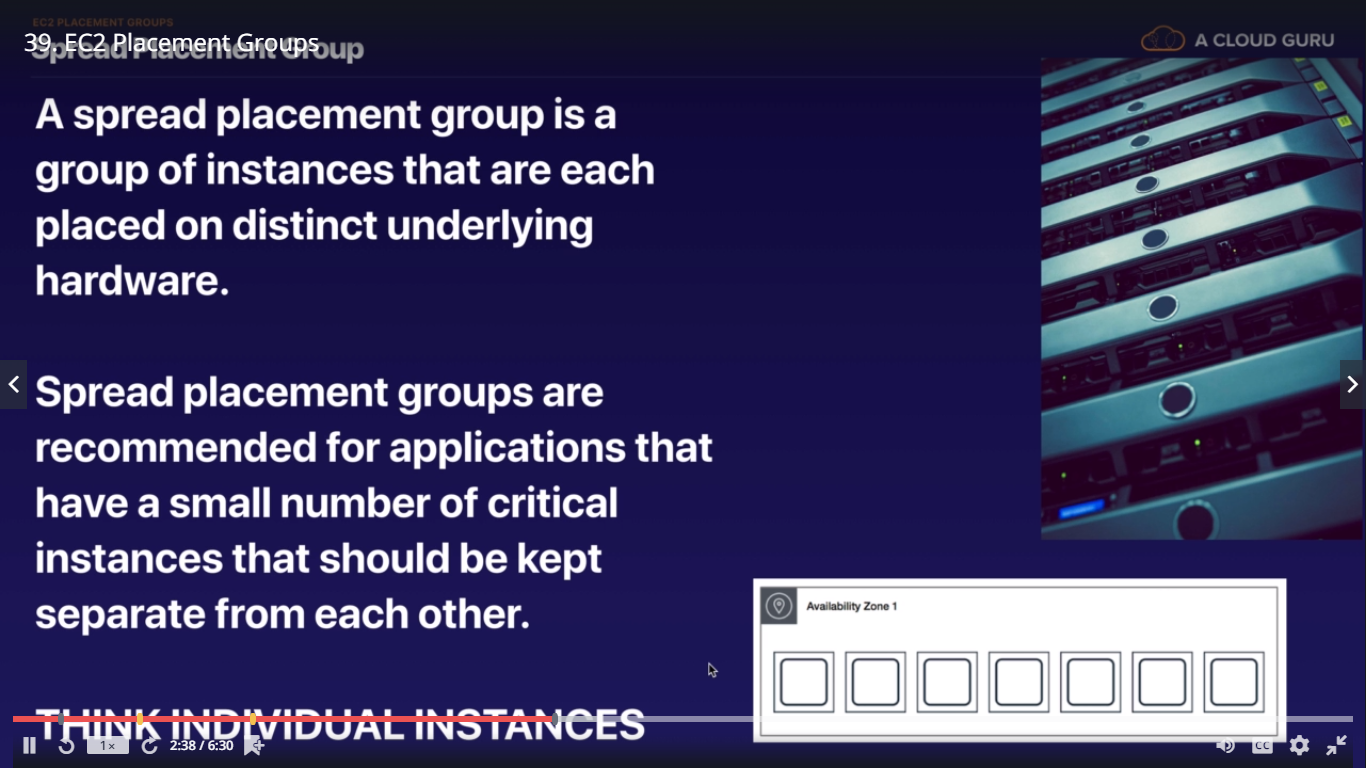 EC2 PLACEMENT GROUPS
39. EC2 Placement Groups
Spread Placement Group
A CLOUD GURU
A spread placement group is a
group of instances that are each
placed on distinct underlying
hardware.
Spread placement groups are
recommended for applications that
have a small number of critical
instances that should be kept
separate from each other.
Availability Zone 1
THINK INDIVIDUAL INSTANCES
1×
2:38 / 6:30
CC